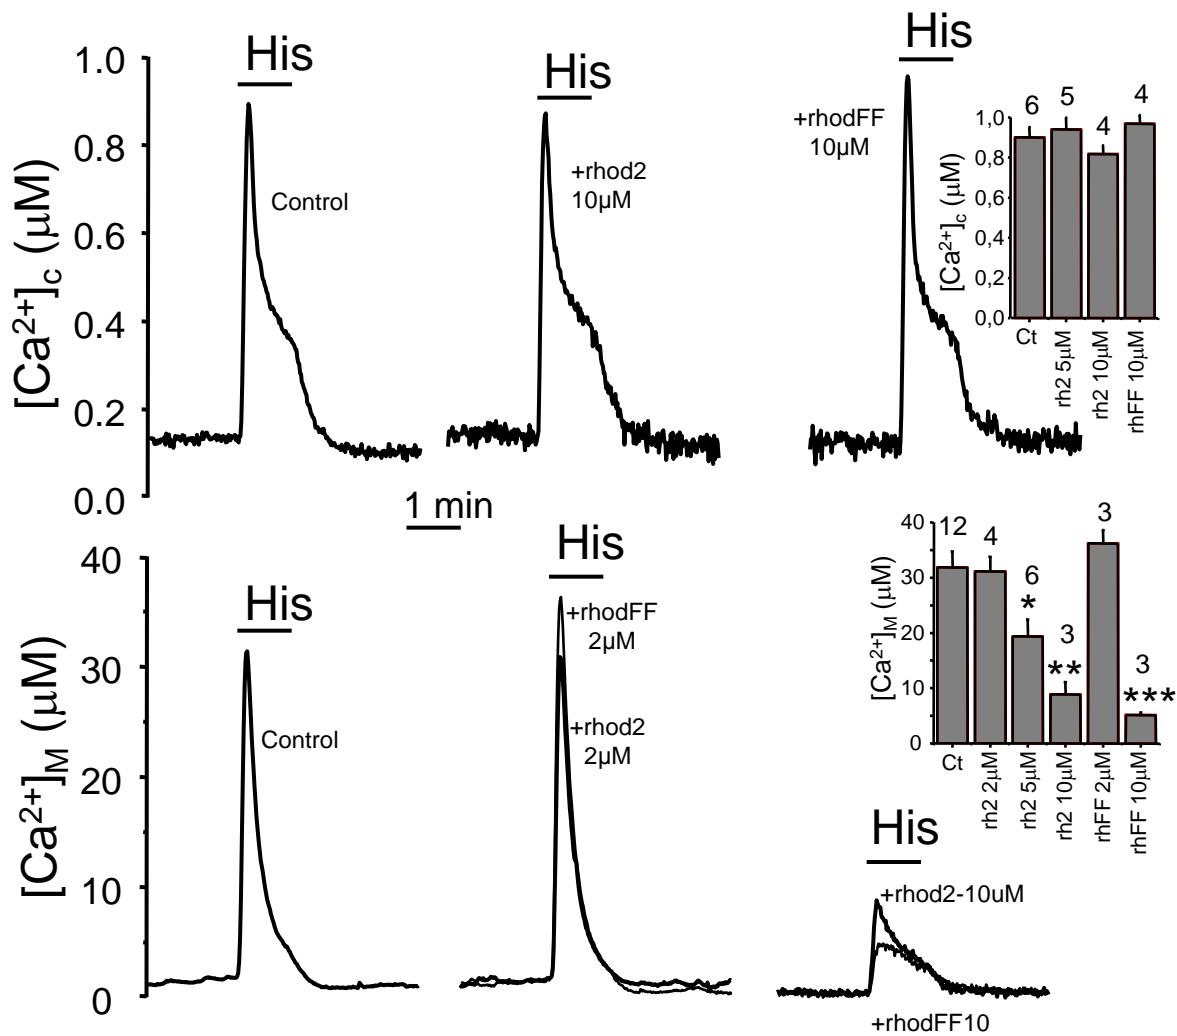 His
His
His
1.0
0.8
0.6
0.4
0.2
0.0
[Ca²⁺]c (μM)
Control
+rhod2
10μM
+rhodFF
10μM
1,0
0,8
0,6
0,4
0,2
0,0
[Ca²⁺]c (μM)
6
5
4
4
Ct
rh2 5μM
rh2 10μM
rhFF 10μM
1 min
His
His
40
30
20
10
0
[Ca²⁺]M (μM)
Control
+rhodFF
2μM
+rhod2
2μM
40
30
20
10
0
[Ca²⁺]M (μM)
12
4
6
*
3
**
3
3
***
Ct
rh2 2μM
rh2 5μM
rh2 10μM
rhFF 2μM
rhFF 10μM
His
+rhod2-10uM
+rhodFF10